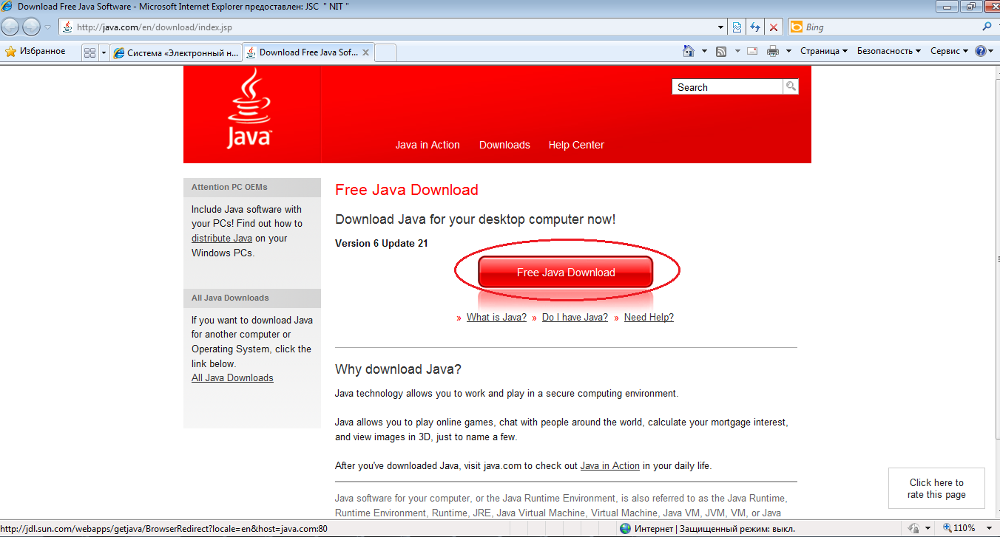 Download Free Java Software - Microsoft Internet Explorer предоставлен: JSC " NIT "
http://java.com/en/download/index.jsp
Bing
Избранное
Система «Электронный н...
Download Free Java Sof...
Страница
Безопасность
Сервис
Java™
Search
Java in Action
Downloads
Help Center
Attention PC OEMs
Include Java software with
your PCs! Find out how to
distribute Java on your
Windows PCs.
All Java Downloads
If you want to download Java
for another computer or
Operating System, click the
link below.
All Java Downloads
Free Java Download
Download Java for your desktop computer now!
Version 6 Update 21
Free Java Download
» What is Java? » Do I have Java? » Need Help?
Why download Java?
Java technology allows you to work and play in a secure computing environment.
Java allows you to play online games, chat with people around the world, calculate your mortgage interest,
and view images in 3D, just to name a few.
After you've downloaded Java, visit java.com to check out Java in Action in your daily life.
Java software for your computer, or the Java Runtime Environment, is also referred to as the Java Runtime,
Runtime Environment, Runtime, JRE, Java Virtual Machine, Virtual Machine, Java VM, JVM, VM, or Java
Click here to
rate this page
http://jdl.sun.com/webapps/getjava/BrowserRedirect?locale=en&host=java.com:80
Интернет | Защищенный режим: выкл.
110%